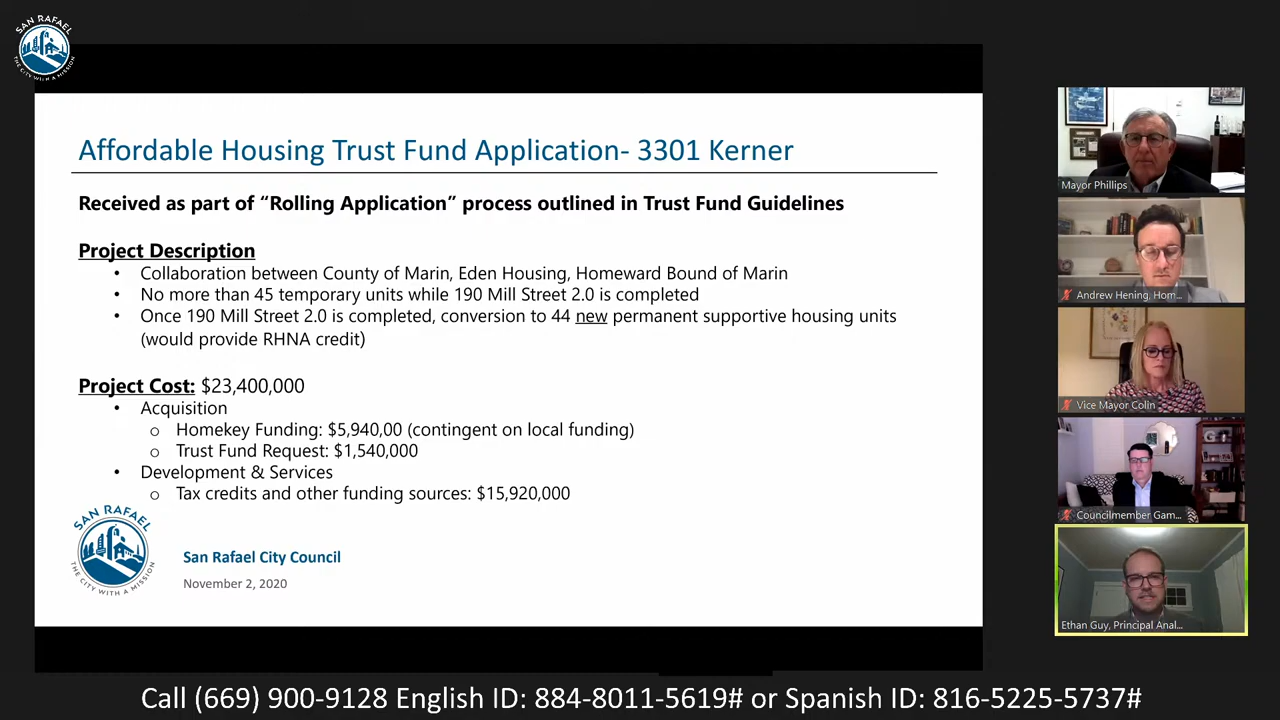 SAN RAFAEL
THE CITY WITH A MISSION
Affordable Housing Trust Fund Application- 3301 Kerner
Received as part of “Rolling Application” process outlined in Trust Fund Guidelines
Project Description
• Collaboration between County of Marin, Eden Housing, Homeward Bound of Marin
• No more than 45 temporary units while 190 Mill Street 2.0 is completed
• Once 190 Mill Street 2.0 is completed, conversion to 44 new permanent supportive housing units
(would provide RHNA credit)
Project Cost: $23,400,000
• Acquisition
o Homekey Funding: $5,940,00 (contingent on local funding)
o Trust Fund Request: $1,540,000
• Development & Services
o Tax credits and other funding sources: $15,920,000
SAN RAFAEL
THE CITY WITH A MISSION
San Rafael City Council
November 2, 2020
Mayor Phillips
Andrew Hening, Hom...
Vice Mayor Colin
Councilmember Gam...
Ethan Guy, Principal Anal...
Call (669) 900-9128 English ID: 884-8011-5619# or Spanish ID: 816-5225-5737#